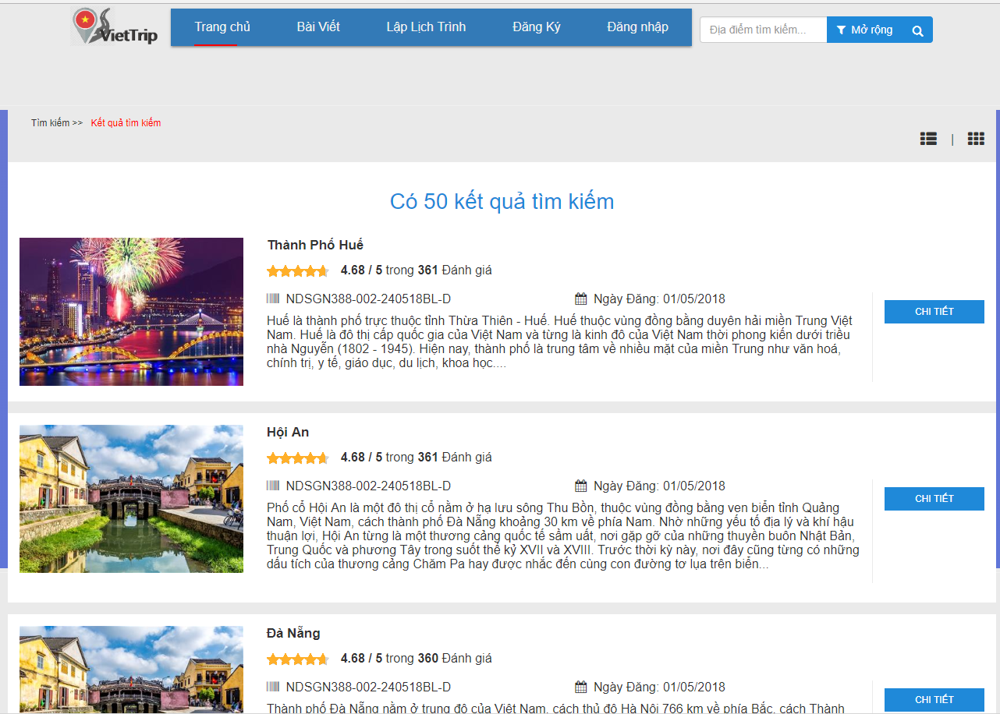 VietTrip
Trang chủ
Bài Viết
Lập Lịch Trình
Đăng Ký
Đăng nhập
Địa điểm tìm kiếm...
Mở rộng
Tìm kiếm >> Kết quả tìm kiếm
|
Có 50 kết quả tìm kiếm
Thành Phố Huế
4.68 / 5 trong 361 Đánh giá
NDSGN388-002-240518BL-D
Ngày Đăng: 01/05/2018
CHI TIẾT
Huế là thành phố trực thuộc tỉnh Thừa Thiên - Huế. Huế thuộc vùng đồng bằng duyên hải miền Trung Việt
Nam. Huế là đô thị cấp quốc gia của Việt Nam và từng là kinh đô của Việt Nam thời phong kiến dưới triều
nhà Nguyễn (1802 - 1945). Hiện nay, thành phố là trung tâm về nhiều mặt của miền Trung như văn hoá,
chính trị, y tế, giáo dục, du lịch, khoa học....
Hội An
4.68 / 5 trong 361 Đánh giá
NDSGN388-002-240518BL-D
Ngày Đăng: 01/05/2018
CHI TIẾT
Phố cổ Hội An là một đô thị cổ nằm ở hạ lưu sông Thu Bồn, thuộc vùng đồng bằng ven biển tỉnh Quảng
Nam, Việt Nam, cách thành phố Đà Nẵng khoảng 30 km về phía Nam. Nhờ những yếu tố địa lý và khí hậu
thuận lợi, Hội An từng là một thương cảng quốc tế sầm uất, nơi gặp gỡ của những thuyền buôn Nhật Bản,
Trung Quốc và phương Tây trong suốt thế kỷ XVII và XVIII. Trước thời kỳ này, nơi đây cũng từng có những
dấu tích của thương cảng Chăm Pa hay được nhắc đến cùng con đường tơ lụa trên biển...
Đà Nẵng
4.68 / 5 trong 360 Đánh giá
NDSGN388-002-240518BL-D
Ngày Đăng: 01/05/2018
CHI TIẾT
Thành phố Đà Nẵng nằm ở trung độ của Việt Nam, cách thủ đô Hà Nội 766 km về phía Bắc, cách Thành